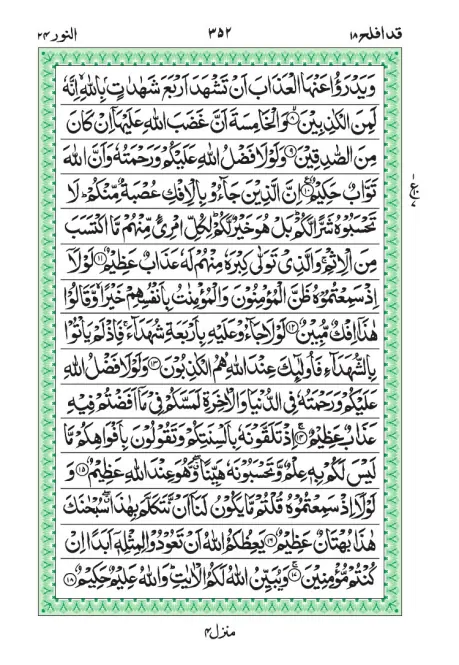 قد افلح ۱۸ ۳۵۲ النور ۲۴
وَيَدْرَؤُا عَنْهَا الْعَذَابَ اَنْ تَشْهَدَ اَرْبَعَ شَهٰدٰتٍۭ بِاللّٰهِ ۙ اِنَّهٗ
لَمِنَ الْكٰذِبِيْنَ ۙ﴿۸﴾ وَالْخَامِسَةَ اَنَّ غَضَبَ اللّٰهِ عَلَيْهَاۤ اِنْ كَانَ
مِنَ الصّٰدِقِيْنَ ﴿۹﴾ وَلَوْلَا فَضْلُ اللّٰهِ عَلَيْكُمْ وَرَحْمَتُهٗ وَاَنَّ اللّٰهَ
تَوَّابٌ حَكِيْمٌ ﴿۱۰﴾ اِنَّ الَّذِيْنَ جَآءُوْ بِالْاِفْكِ عُصْبَةٌ مِّنْكُمْ ؕ لَا
تَحْسَبُوْهُ شَرًّا لَّكُمْ ؕ بَلْ هُوَ خَيْرٌ لَّكُمْ ؕ لِكُلِّ امْرِئٍ مِّنْهُمْ مَّا اكْتَسَبَ
مِنَ الْاِثْمِ ۚ وَالَّذِيْ تَوَلّٰى كِبْرَهٗ مِنْهُمْ لَهٗ عَذَابٌ عَظِيْمٌ ﴿۱۱﴾ لَوْلَاۤ
اِذْ سَمِعْتُمُوْهُ ظَنَّ الْمُؤْمِنُوْنَ وَالْمُؤْمِنٰتُ بِاَنْفُسِهِمْ خَيْرًا ۙ وَّقَالُوْا
هٰذَاۤ اِفْكٌ مُّبِيْنٌ ﴿۱۲﴾ لَوْلَا جَآءُوْ عَلَيْهِ بِاَرْبَعَةِ شُهَدَآءَ ۚ فَاِذْ لَمْ يَاْتُوْا
بِالشُّهَدَآءِ فَاُولٰٓئِكَ عِنْدَ اللّٰهِ هُمُ الْكٰذِبُوْنَ ﴿۱۳﴾ وَلَوْلَا فَضْلُ اللّٰهِ
عَلَيْكُمْ وَرَحْمَتُهٗ فِي الدُّنْيَا وَالْاٰخِرَةِ لَمَسَّكُمْ فِيْ مَاۤ اَفَضْتُمْ فِيْهِ
عَذَابٌ عَظِيْمٌ ﴿۱۴﴾ اِذْ تَلَقَّوْنَهٗ بِاَلْسِنَتِكُمْ وَتَقُوْلُوْنَ بِاَفْوَاهِكُمْ مَّا
لَيْسَ لَكُمْ بِهٖ عِلْمٌ وَّتَحْسَبُوْنَهٗ هَيِّنًا ۖ وَّهُوَ عِنْدَ اللّٰهِ عَظِيْمٌ ﴿۱۵﴾ وَ
لَوْلَاۤ اِذْ سَمِعْتُمُوْهُ قُلْتُمْ مَّا يَكُوْنُ لَنَاۤ اَنْ نَّتَكَلَّمَ بِهٰذَا ۖ سُبْحٰنَكَ
هٰذَا بُهْتَانٌ عَظِيْمٌ ﴿۱۶﴾ يَعِظُكُمُ اللّٰهُ اَنْ تَعُوْدُوْا لِمِثْلِهٖۤ اَبَدًا اِنْ
كُنْتُمْ مُّؤْمِنِيْنَ ۚ﴿۱۷﴾ وَيُبَيِّنُ اللّٰهُ لَكُمُ الْاٰيٰتِ ؕ وَاللّٰهُ عَلِيْمٌ حَكِيْمٌ ﴿۱۸﴾
منزل ۴